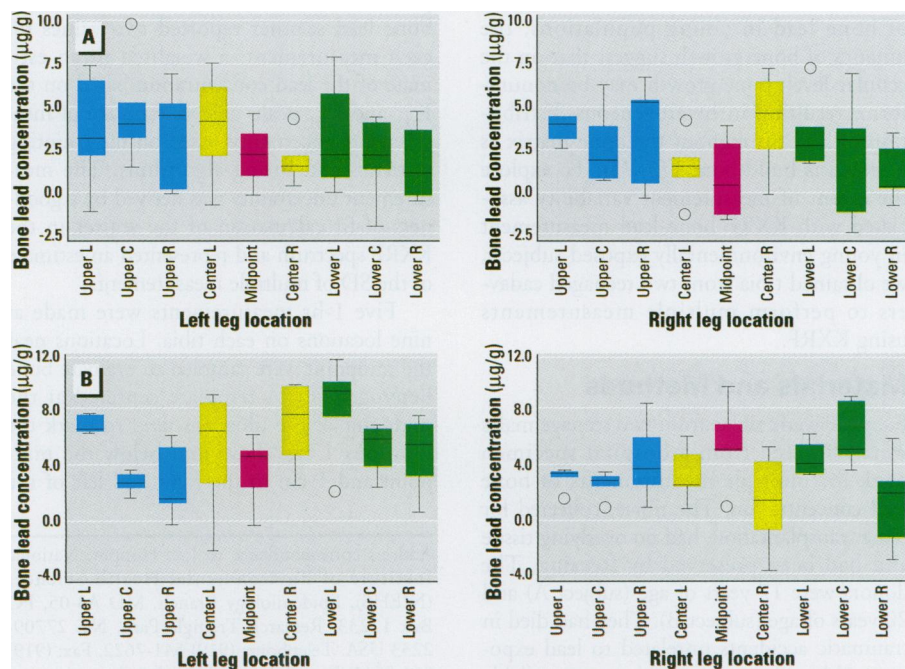 A
Bone lead concentration (µg/g)
10.0
7.5
5.0
2.5
0.0
-2.5
Upper L
Upper C
Upper R
Center L
Midpoint
Center R
Lower L
Lower C
Lower R
Left leg location
Bone lead concentration (µg/g)
10.0
7.5
5.0
2.5
0.0
-2.5
Upper L
Upper C
Upper R
Center L
Midpoint
Center R
Lower L
Lower C
Lower R
Right leg location
B
Bone lead concentration (µg/g)
12.0
8.0
4.0
0.0
-4.0
Upper L
Upper C
Upper R
Center L
Midpoint
Center R
Lower L
Lower C
Lower R
Left leg location
Bone lead concentration (µg/g)
12.0
8.0
4.0
0.0
-4.0
Upper L
Upper C
Upper R
Center L
Midpoint
Center R
Lower L
Lower C
Lower R
Right leg location